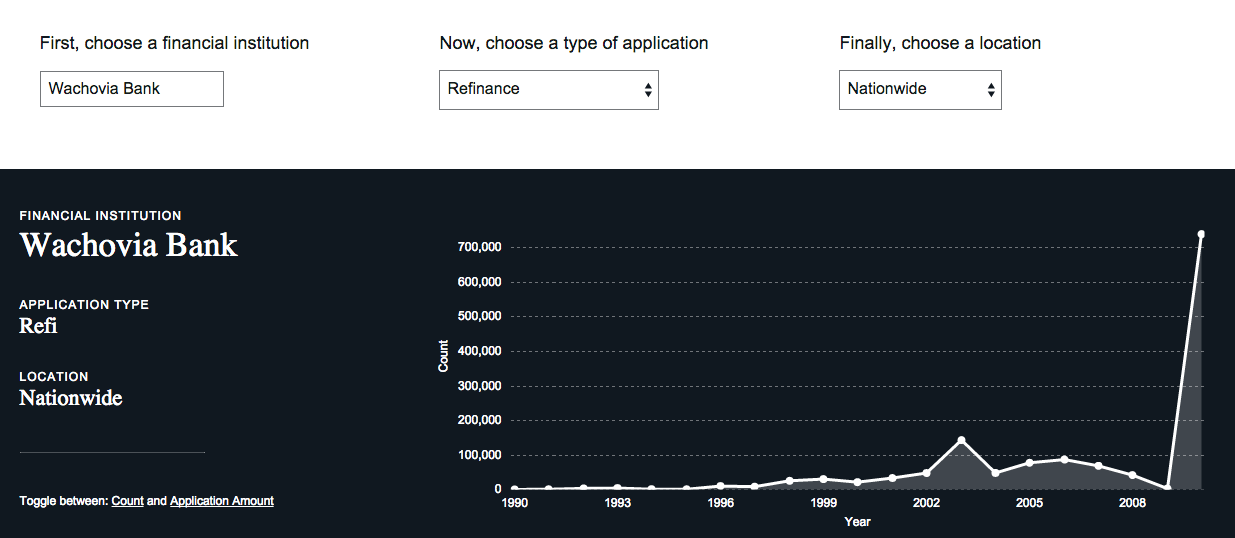 First, choose a financial institution
Now, choose a type of application
Finally, choose a location
Wachovia Bank
Refinance
Nationwide
FINANCIAL INSTITUTION
Wachovia Bank
APPLICATION TYPE
Refi
LOCATION
Nationwide
Toggle between: Count and Application Amount
700,000
600,000
500,000
400,000
300,000
200,000
100,000
0
Count
1990 1993 1996 1999 2002 2005 2008
Year